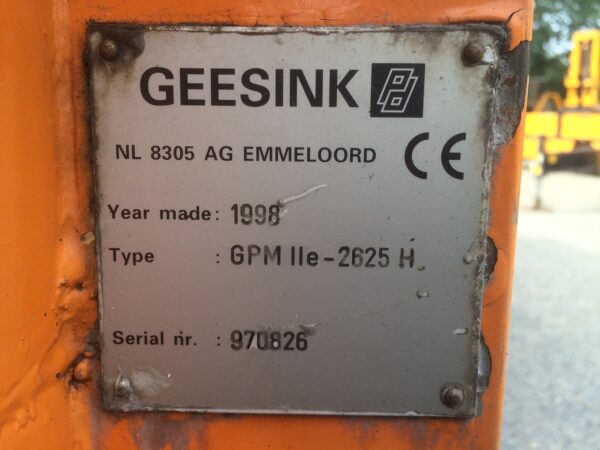 GEESINK
NL 8305 AG EMMELOORD CE
Year made: 1998
Type : GPM IIe-2625 H
Serial nr. : 970826